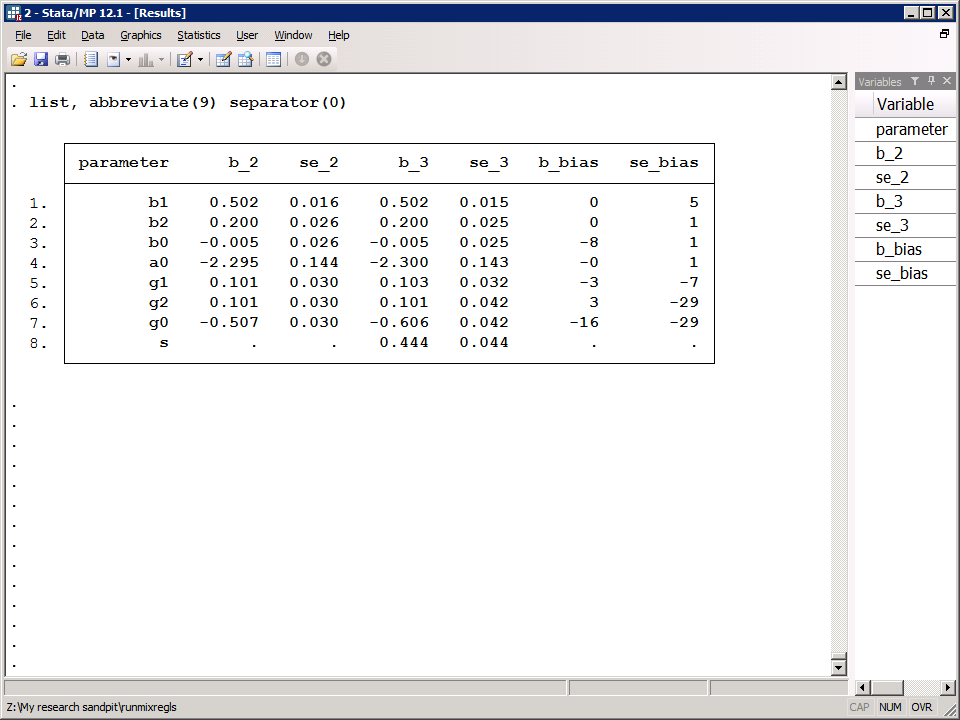 2 - Stata/MP 12.1 - [Results]
File Edit Data Graphics Statistics User Window Help
.
. list, abbreviate(9) separator(0)
parameter b_2 se_2 b_3 se_3 b_bias se_bias
1. b1 0.502 0.016 0.502 0.015 0 5
2. b2 0.200 0.026 0.200 0.025 0 1
3. b0 -0.005 0.026 -0.005 0.025 -8 1
4. a0 -2.295 0.144 -2.300 0.143 -0 1
5. g1 0.101 0.030 0.103 0.032 -3 -7
6. g2 0.101 0.030 0.101 0.042 3 -29
7. g0 -0.507 0.030 -0.606 0.042 -16 -29
8. s . . 0.444 0.044 . .
.
.
.
.
.
.
.
.
.
.
.
.
.
.
Variables
Variable
parameter
b_2
se_2
b_3
se_3
b_bias
se_bias
Z:\My research sandpit\runmixregls
CAP NUM OVR